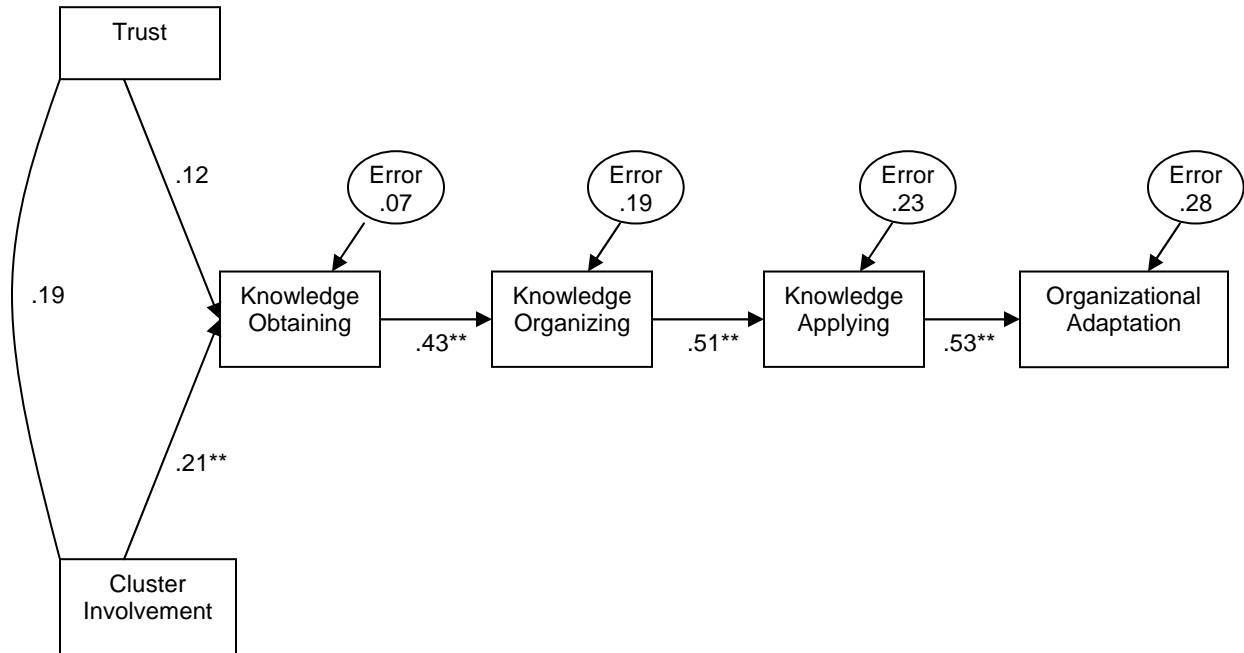 Trust
.12
Error
.07
Error
.19
Error
.23
Error
.28
.19
Knowledge
Obtaining
.43**
Knowledge
Organizing
.51**
Knowledge
Applying
.53**
Organizational
Adaptation
.21**
Cluster
Involvement